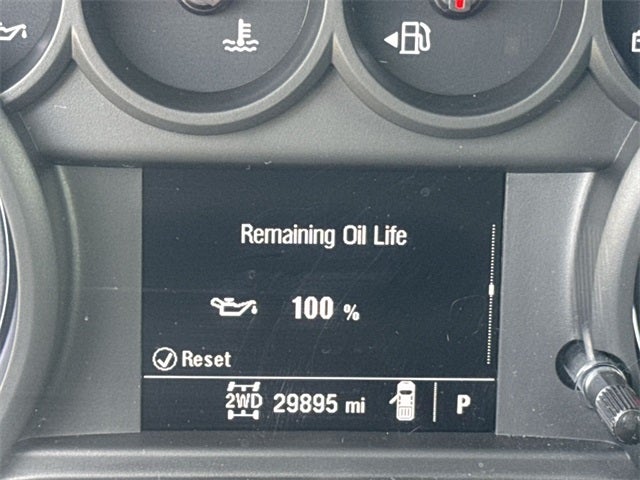 Remaining Oil Life
100 %
Reset
2WD 29895 mi P